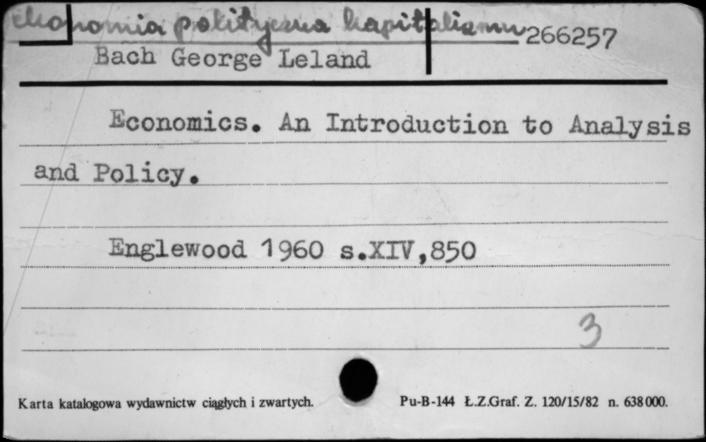 ekonomia polityczna kapitalizmu 266257
Bach George Leland
Economics. An Introduction to Analysis
and Policy.
Englewood 1960 s.XIV,850
3
Karta katalogowa wydawnictw ciągłych i zwartych. Pu-B-144 Ł.Z.Graf. Z. 120/15/82 n. 638000.